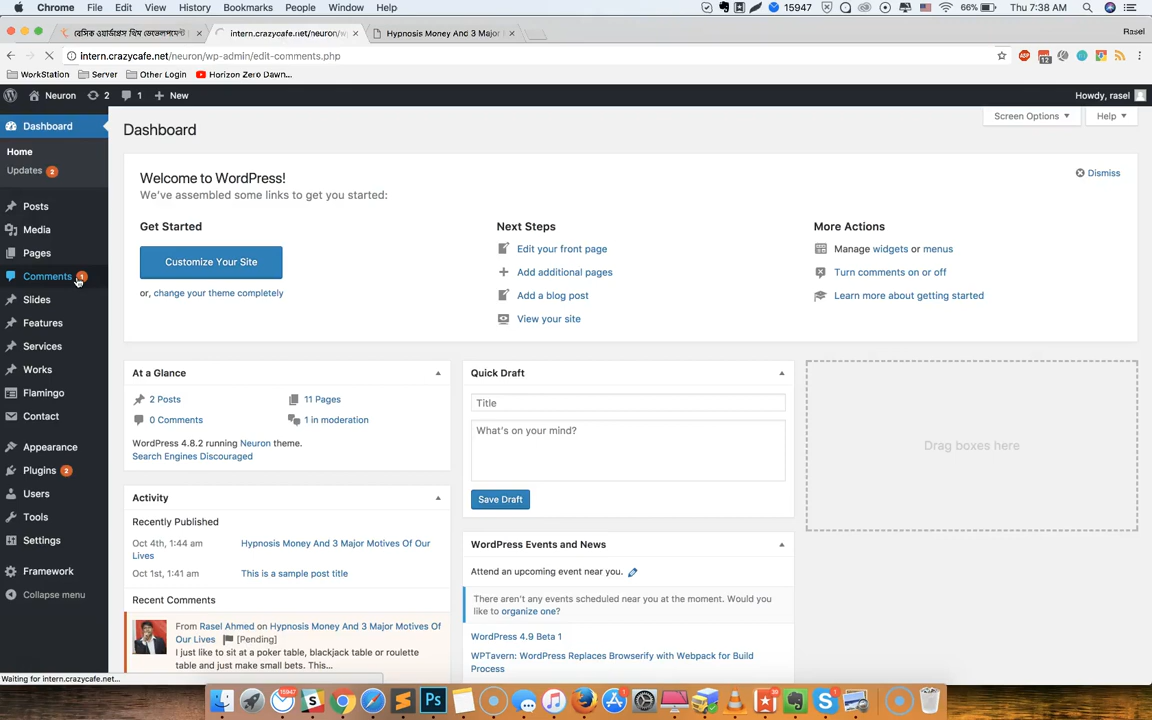 Chrome File Edit View History Bookmarks People Window Help 15947 66% Thu 7:38 AM
বেসিক ওয়ার্ডপ্রেস থিম ডেভেলপমেন্ট intern.crazycafe.net/neuron/w Hypnosis Money And 3 Major Rasel
intern.crazycafe.net/neuron/wp-admin/edit-comments.php 12
WorkStation Server Other Login Horizon Zero Dawn...
Neuron 2 1 New Howdy, rasel
Dashboard
Home
Updates 2
Posts
Media
Pages
Comments 1
Slides
Features
Services
Works
Flamingo
Contact
Appearance
Plugins 2
Users
Tools
Settings
Framework
Collapse menu
Dashboard
Screen Options Help
Welcome to WordPress!
Dismiss
We've assembled some links to get you started:
Get Started
Customize Your Site
or, change your theme completely
Next Steps
Edit your front page
Add additional pages
Add a blog post
View your site
More Actions
Manage widgets or menus
Turn comments on or off
Learn more about getting started
At a Glance
2 Posts 11 Pages
0 Comments 1 in moderation
WordPress 4.8.2 running Neuron theme.
Search Engines Discouraged
Activity
Recently Published
Oct 4th, 1:44 am Hypnosis Money And 3 Major Motives Of Our
Lives
Oct 1st, 1:41 am This is a sample post title
Recent Comments
From Rasel Ahmed on Hypnosis Money And 3 Major Motives Of
Our Lives [Pending]
I just like to sit at a poker table, blackjack table or roulette
table and just make small bets. This...
Quick Draft
Title
What's on your mind?
Save Draft
WordPress Events and News
Attend an upcoming event near you.
There aren't any events scheduled near you at the moment. Would you
like to organize one?
WordPress 4.9 Beta 1
WPTavern: WordPress Replaces Browserify with Webpack for Build
Process
Drag boxes here
Waiting for intern.crazycafe.net...